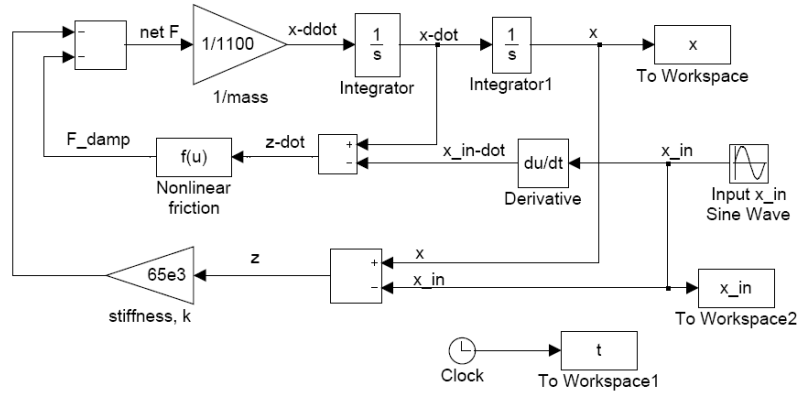 net F
1/1100
1/mass
x-ddot
1
s
Integrator
x-dot
1
s
Integrator1
x
x
To Workspace
F_damp
f(u)
Nonlinear
friction
z-dot
+
−
x_in-dot
du/dt
Derivative
x_in
Input x_in
Sine Wave
−
−
65e3
stiffness, k
z
+
−
x
x_in
x_in
To Workspace2
Clock
t
To Workspace1